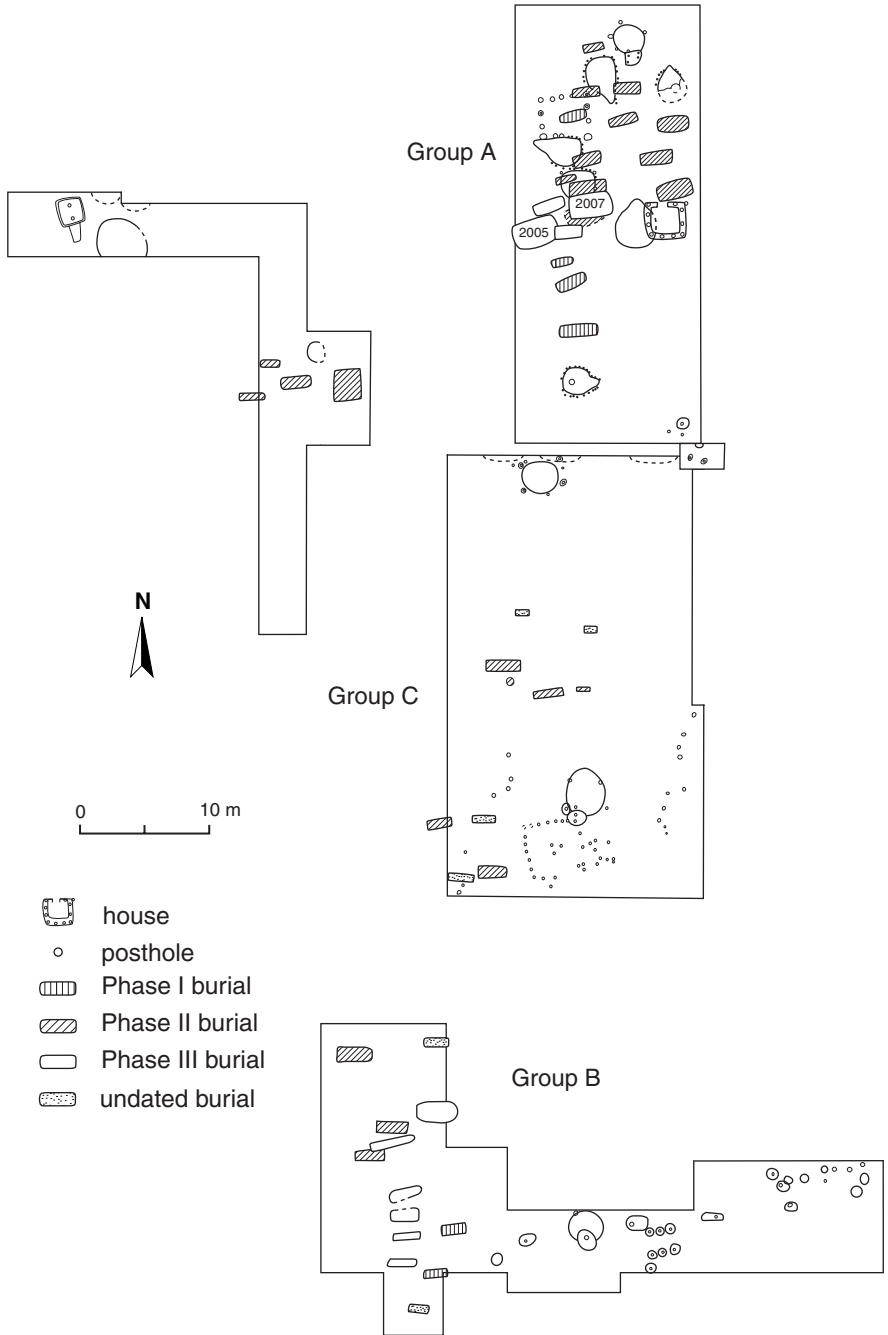 Group A
2007
2005
N
Group C
0 10 m
house
posthole
Phase I burial
Phase II burial
Phase III burial
undated burial
Group B